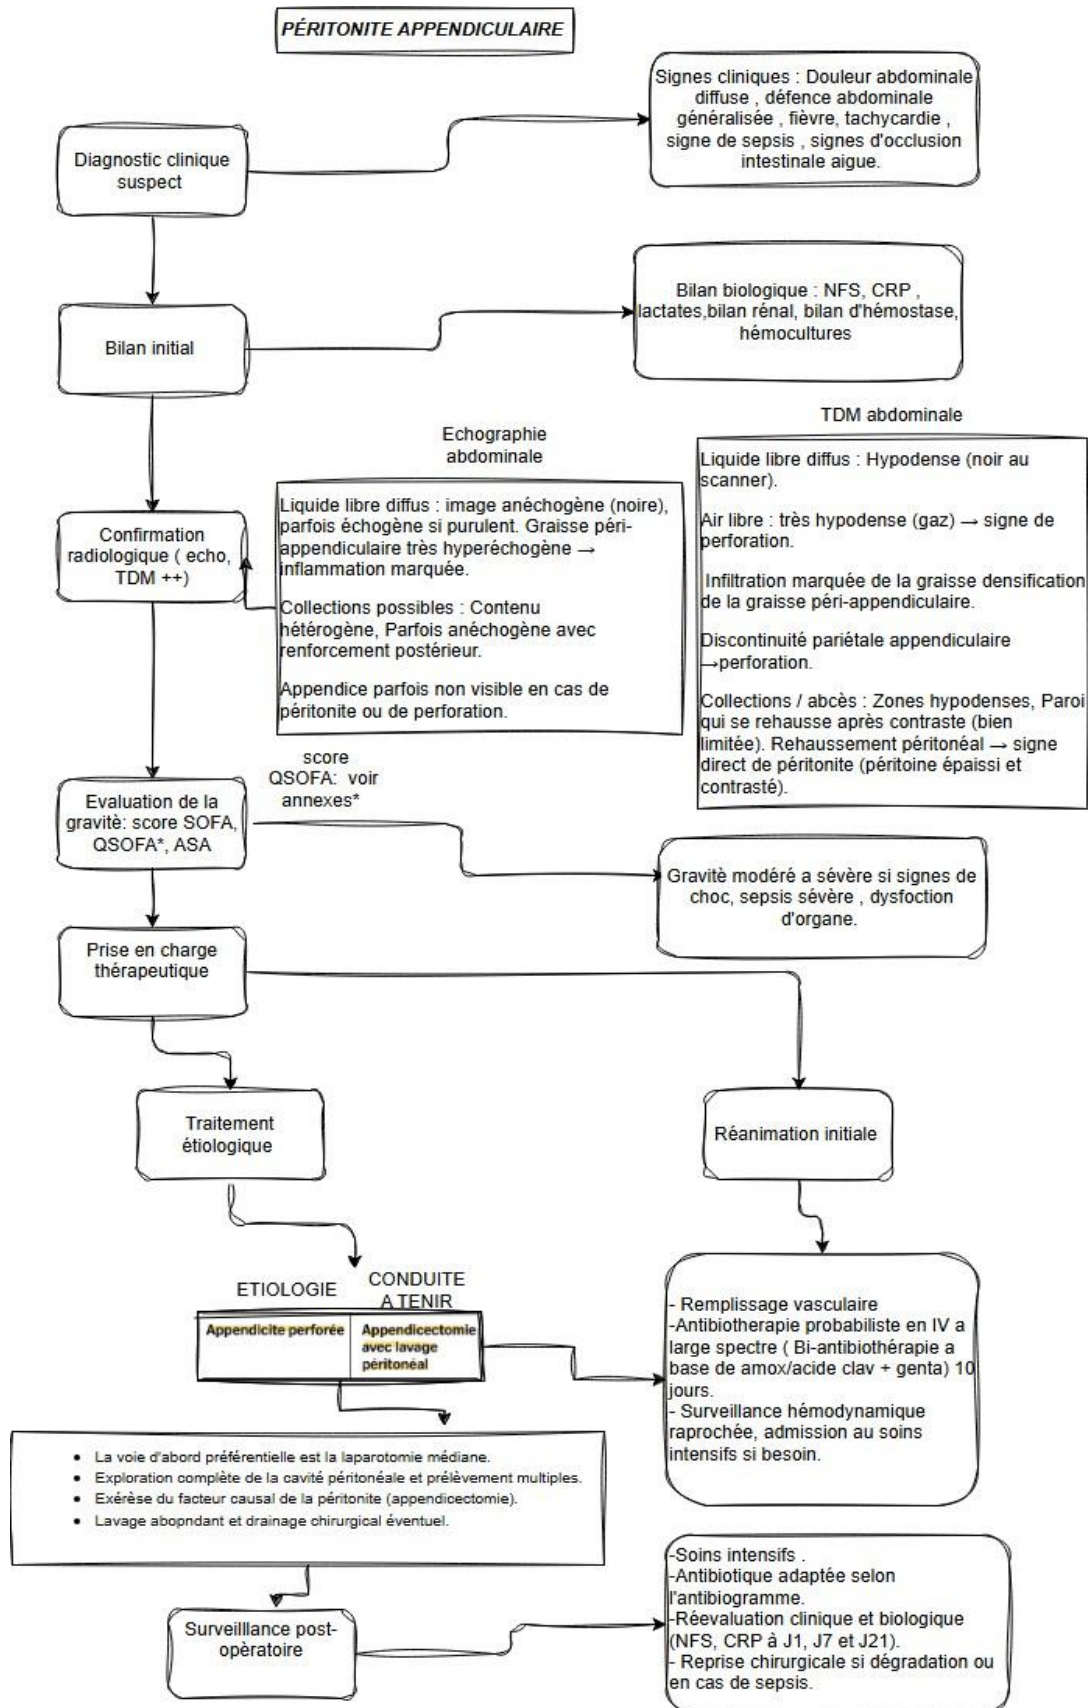 PÉRITONITE APPENDICULAIRE
Signes cliniques : Douleur abdominale
diffuse , défence abdominale
généralisée , fièvre, tachycardie ,
signe de sepsis , signes d'occlusion
intestinale aigue.
Diagnostic clinique
suspect
Bilan biologique : NFS, CRP ,
lactates,bilan rénal, bilan d'hémostase,
hémocultures
Bilan initial
Echographie
abdominale
Liquide libre diffus : image anéchogène (noire),
parfois échogène si purulent. Graisse péri-
appendiculaire très hyperéchogène →
inflammation marquée.
Collections possibles : Contenu
hétérogène, Parfois anéchogène avec
renforcement postérieur.
Appendice parfois non visible en cas de
péritonite ou de perforation.
TDM abdominale
Liquide libre diffus : Hypodense (noir au
scanner).
Air libre : très hypodense (gaz) → signe de
perforation.
Infiltration marquée de la graisse densification
de la graisse péri-appendiculaire.
Discontinuité pariétale appendiculaire
→perforation.
Collections / abcès : Zones hypodenses, Paroi
qui se rehausse après contraste (bien
limitée). Rehaussement péritonéal → signe
direct de péritonite (péritoine épaissi et
contrasté).
Confirmation
radiologique ( echo,
TDM ++)
score
QSOFA: voir
annexes*
Evaluation de la
gravitè: score SOFA,
QSOFA*, ASA
Gravitè modéré a sévère si signes de
choc, sepsis sévère , dysfoction
d'organe.
Prise en charge
thérapeutique
Traitement
étiologique
Réanimation initiale
ETIOLOGIE
CONDUITE
A TENIR
Appendicite perforée
Appendicectomie
avec lavage
péritonéal
- Remplissage vasculaire
-Antibiotherapie probabiliste en IV a
large spectre ( Bi-antibiothérapie a
base de amox/acide clav + genta) 10
jours.
- Surveillance hémodynamique
raprochée, admission au soins
intensifs si besoin.
• La voie d'abord préférentielle est la laparotomie médiane.
• Exploration complète de la cavité péritonéale et prélèvement multiples.
• Exérèse du facteur causal de la péritonite (appendicectomie).
• Lavage abopndant et drainage chirurgical éventuel.
Surveilllance post-
opèratoire
-Soins intensifs .
-Antibiotique adaptée selon
l'antibiogramme.
-Réevaluation clinique et biologique
(NFS, CRP à J1, J7 et J21).
- Reprise chirurgicale si dégradation ou
en cas de sepsis.